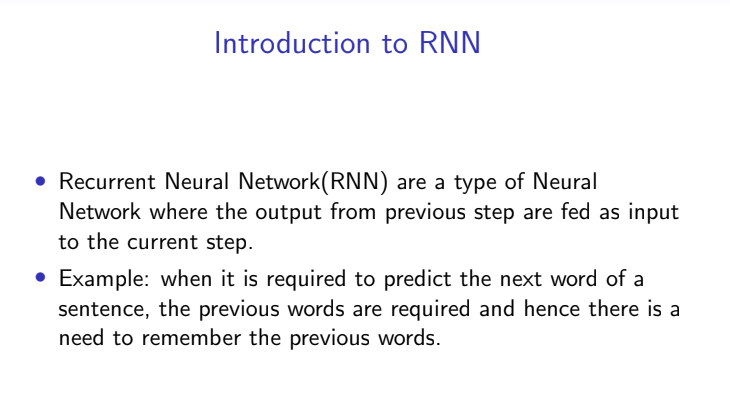 Introduction to RNN
• Recurrent Neural Network(RNN) are a type of Neural
Network where the output from previous step are fed as input
to the current step.
• Example: when it is required to predict the next word of a
sentence, the previous words are required and hence there is a
need to remember the previous words.